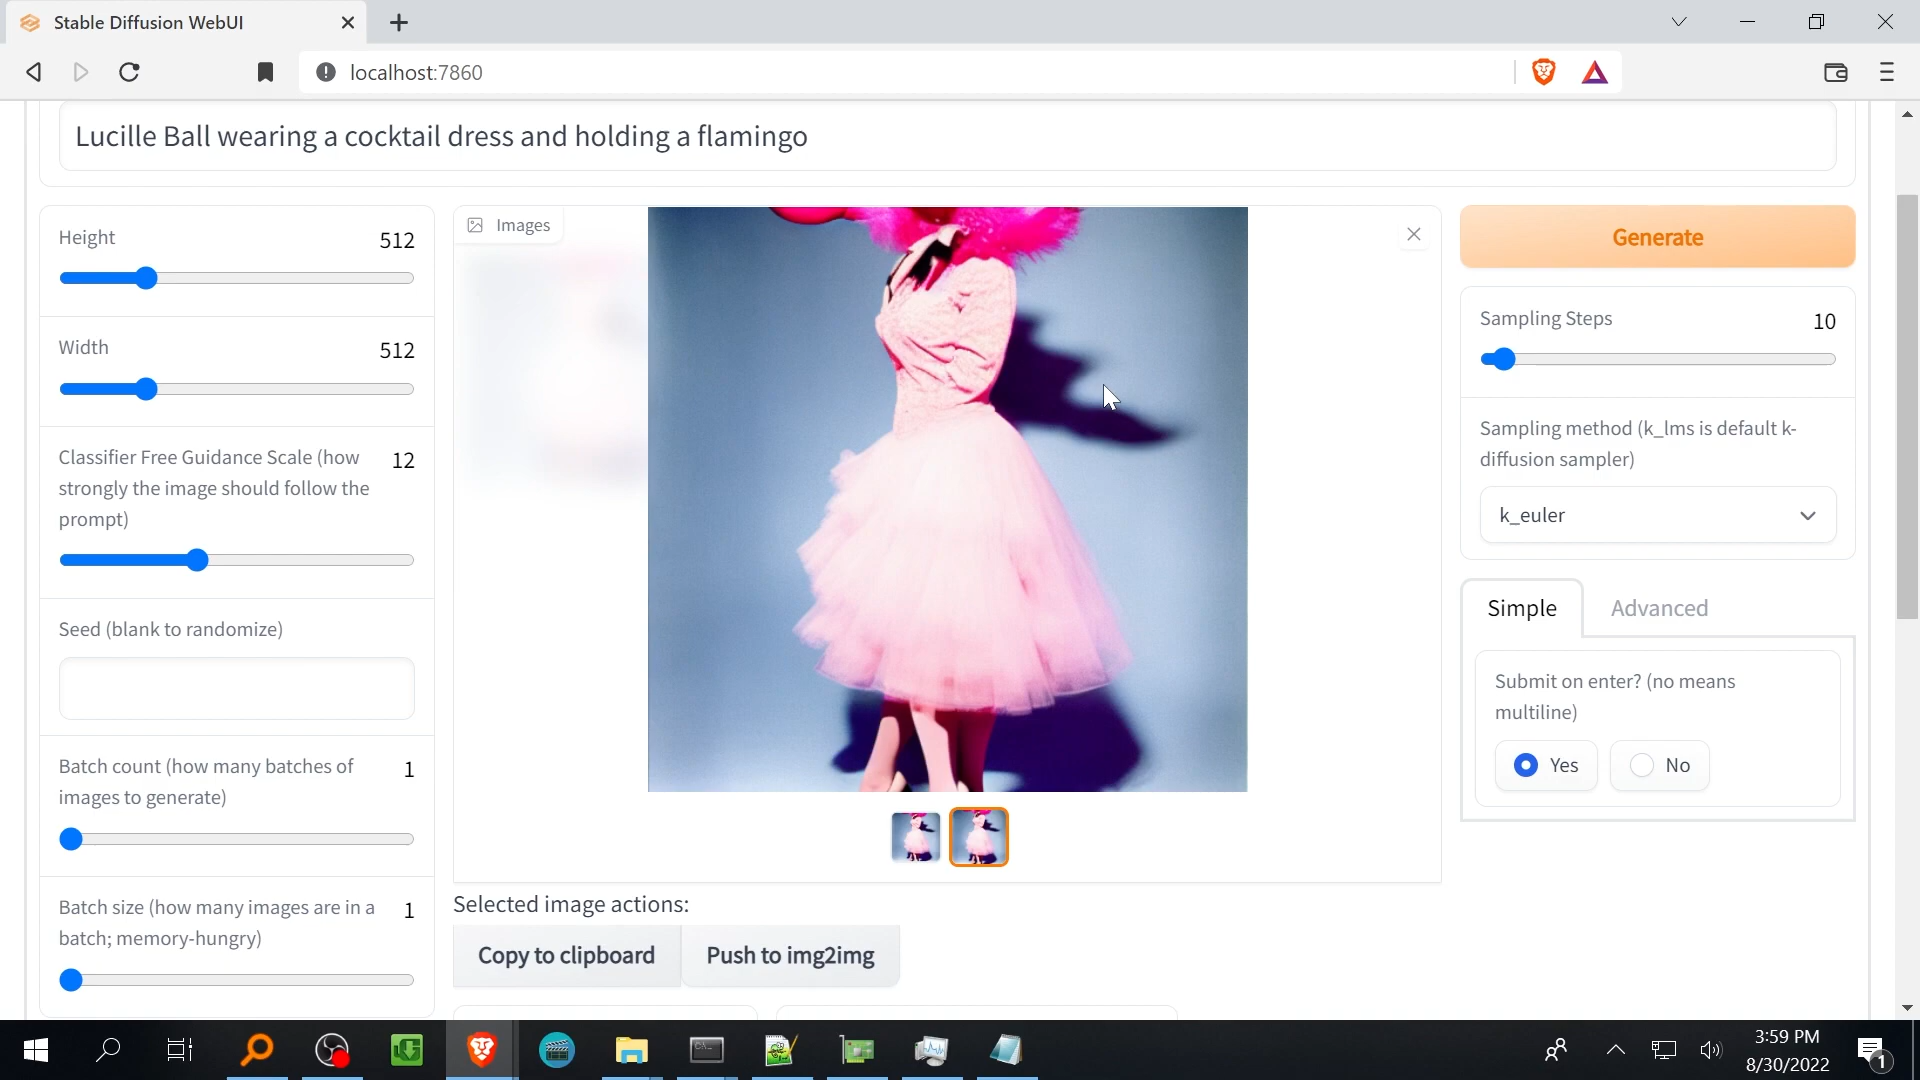 Stable Diffusion WebUI
localhost:7860
Lucille Ball wearing a cocktail dress and holding a flamingo
Height
512
Width
512
Classifier Free Guidance Scale (how
strongly the image should follow the
prompt)
12
Seed (blank to randomize)
Batch count (how many batches of
images to generate)
1
Batch size (how many images are in a
batch; memory-hungry)
1
Images
Selected image actions:
Copy to clipboard
Push to img2img
Generate
Sampling Steps
10
Sampling method (k_lms is default k-
diffusion sampler)
k_euler
Simple
Advanced
Submit on enter? (no means
multiline)
Yes
No
3:59 PM
8/30/2022
1